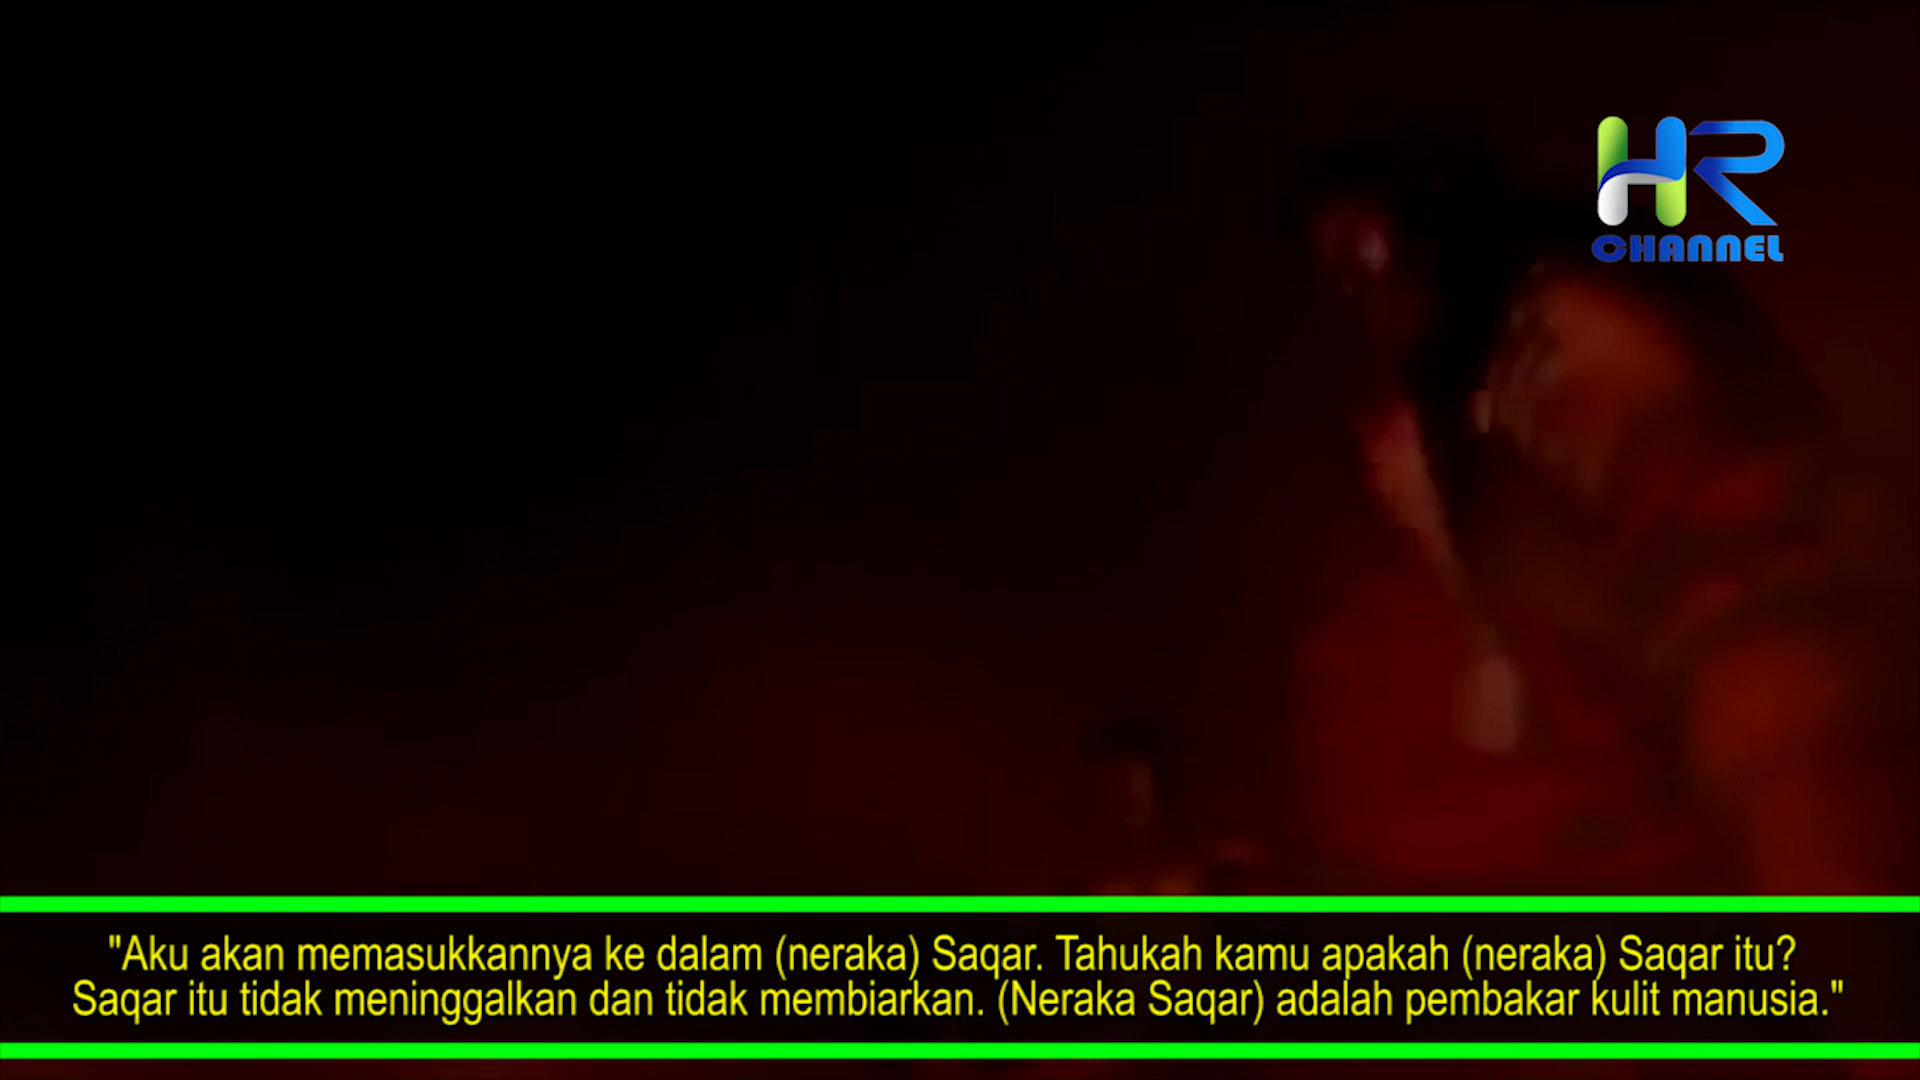 HR
CHANNEL
"Aku akan memasukkannya ke dalam (neraka) Saqar. Tahukah kamu apakah (neraka) Saqar itu?
Saqar itu tidak meninggalkan dan tidak membiarkan. (Neraka Saqar) adalah pembakar kulit manusia."